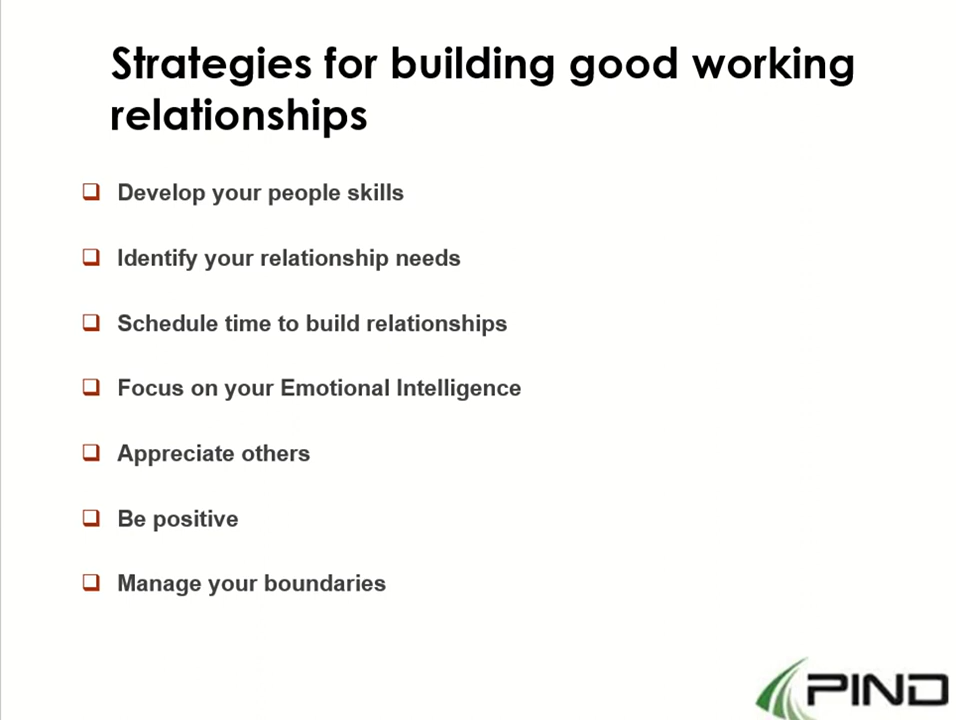 Strategies for building good working
relationships
Develop your people skills
Identify your relationship needs
Schedule time to build relationships
Focus on your Emotional Intelligence
Appreciate others
Be positive
Manage your boundaries
PIND